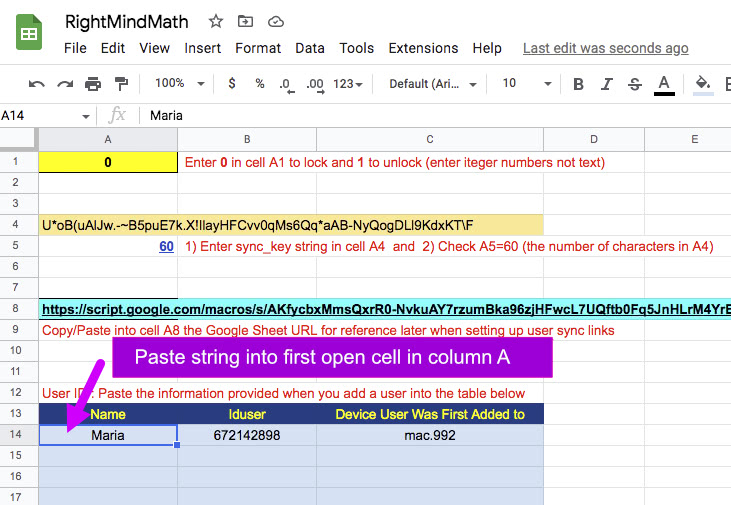 RightMindMath
File Edit View Insert Format Data Tools Extensions Help Last edit was seconds ago
100% $ % .0 .00 123 Default (Ari... 10 B I S A
A14 fx Maria
A B C D E
1 0 Enter 0 in cell A1 to lock and 1 to unlock (enter iteger numbers not text)
2
3
4 U*oB(uAlJw.-~B5puE7k.X!IlayHFCvv0qMs6Qq*aAB-NyQogDLl9KdxKT\F
5 60 1) Enter sync_key string in cell A4 and 2) Check A5=60 (the number of characters in A4)
6
7
8 https://script.google.com/macros/s/AKfycbxMmsQxrR0-NvkuAY7rzumBka96zjHFwcL7UQftb0Fq5JnHLrM4YrE
9 Copy/Paste into cell A8 the Google Sheet URL for reference later when setting up user sync links
10 Paste string into first open cell in column A
11
12 User ID: Paste the information provided when you add a user into the table below
13 Name Iduser Device User Was First Added to
14 Maria 672142898 mac.992
15
16
17